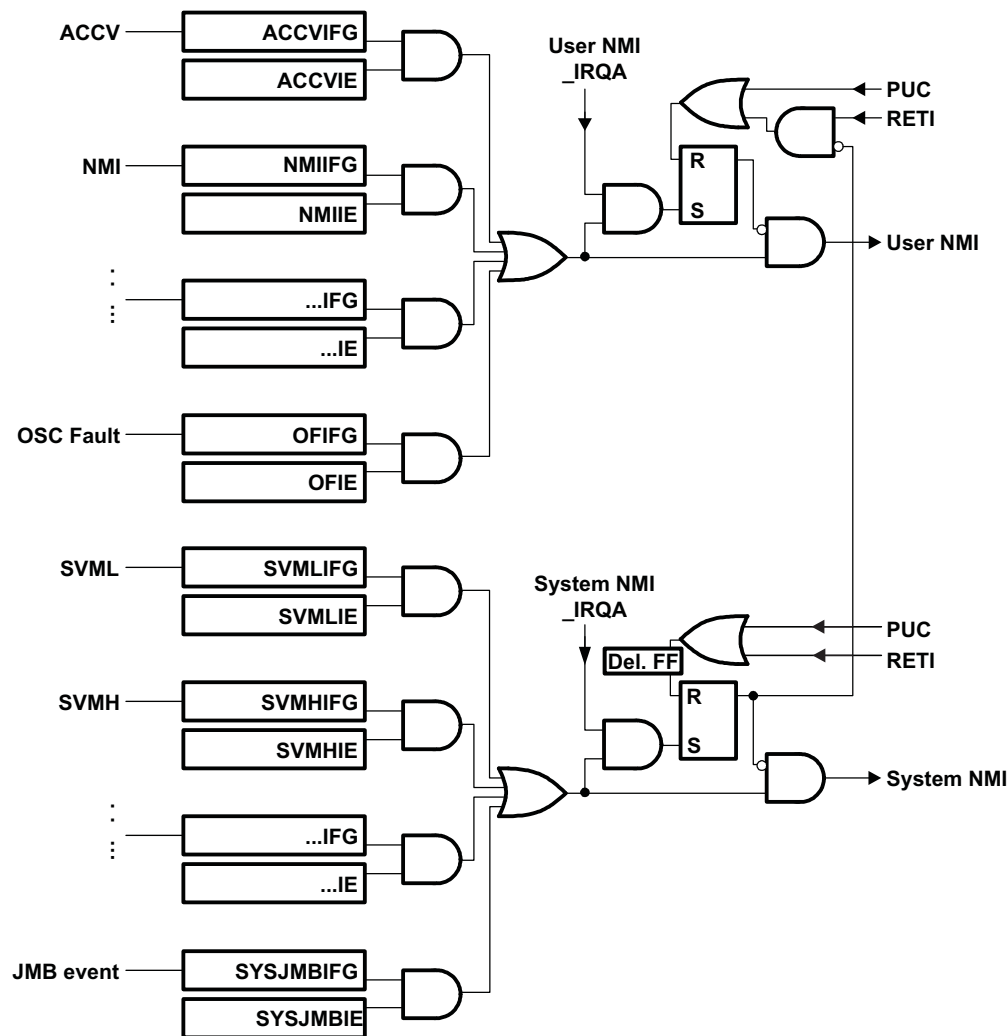 ACCV
ACCVIFG
ACCVIE
User NMI
_IRQA
PUC
RETI
NMI
NMIIFG
NMIIE
R
S
User NMI
. : ...
...IFG
...IE
OSC Fault
OFIFG
OFIE
SVML
SVMLIFG
SVMLIE
System NMI
_IRQA
PUC
RETI
Del. FF
SVMH
SVMHIFG
SVMHIE
R
S
System NMI
. : ...
...IFG
...IE
JMB event
SYSJMBIFG
SYSJMBIE